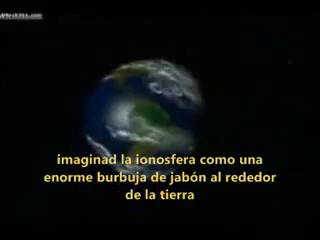 imaginad la ionosfera como una
enorme burbuja de jabón al rededor
de la tierra